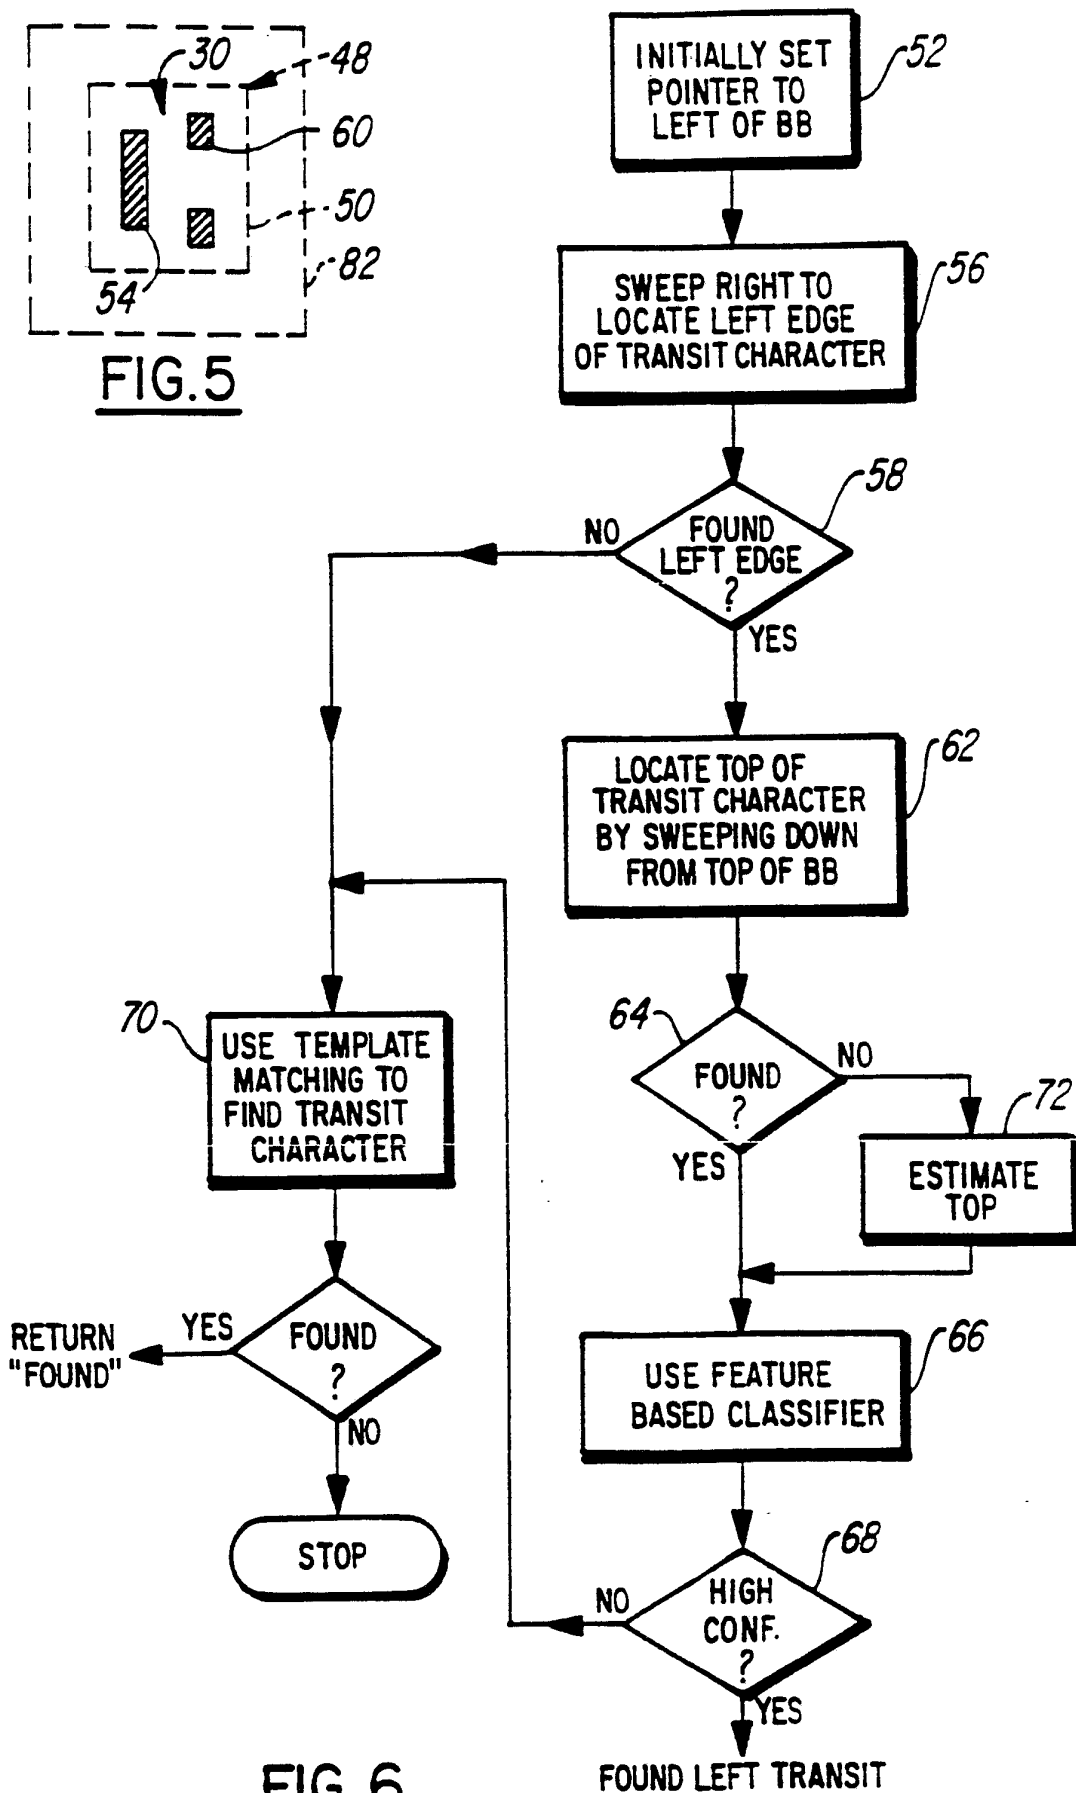 30
48
60
50
82
54
FIG.5
INITIALLY SET
POINTER TO
LEFT OF BB
52
SWEEP RIGHT TO
LOCATE LEFT EDGE
OF TRANSIT CHARACTER
56
FOUND
LEFT EDGE
?
58
NO
YES
LOCATE TOP OF
TRANSIT CHARACTER
BY SWEEPING DOWN
FROM TOP OF BB
62
64
FOUND
?
NO
YES
72
ESTIMATE
TOP
70
USE TEMPLATE
MATCHING TO
FIND TRANSIT
CHARACTER
FOUND
?
YES
RETURN
"FOUND"
NO
STOP
USE FEATURE
BASED CLASSIFIER
66
HIGH
CONF.
?
68
NO
YES
FOUND LEFT TRANSIT
FIG. 6